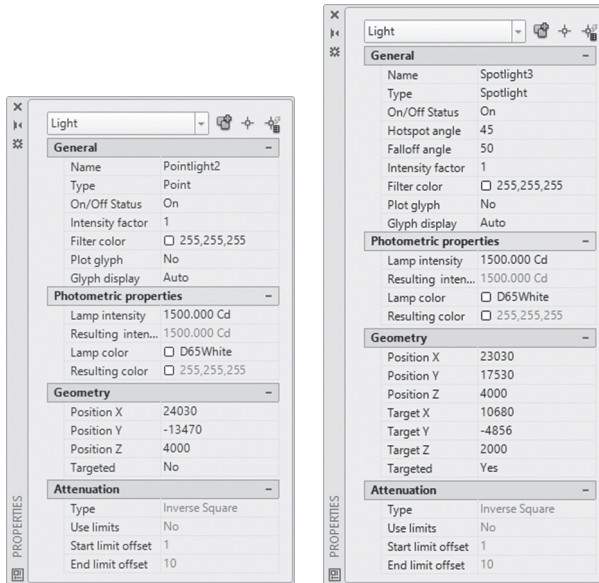 Light
General
Name Pointlight2
Type Point
On/Off Status On
Intensity factor 1
Filter color 255,255,255
Plot glyph No
Glyph display Auto
Photometric properties
Lamp intensity 1500.000 Cd
Resulting inten... 1500.000 Cd
Lamp color D65White
Resulting color 255,255,255
Geometry
Position X 24030
Position Y -13470
Position Z 4000
Targeted No
Attenuation
Type Inverse Square
Use limits No
Start limit offset 1
End limit offset 10
PROPERTIES
Light
General
Name Spotlight3
Type Spotlight
On/Off Status On
Hotspot angle 45
Falloff angle 50
Intensity factor 1
Filter color 255,255,255
Plot glyph No
Glyph display Auto
Photometric properties
Lamp intensity 1500.000 Cd
Resulting inten... 1500.000 Cd
Lamp color D65White
Resulting color 255,255,255
Geometry
Position X 23030
Position Y 17530
Position Z 4000
Target X 10680
Target Y -4856
Target Z 2000
Targeted Yes
Attenuation
Type Inverse Square
Use limits No
Start limit offset 1
End limit offset 10
PROPERTIES